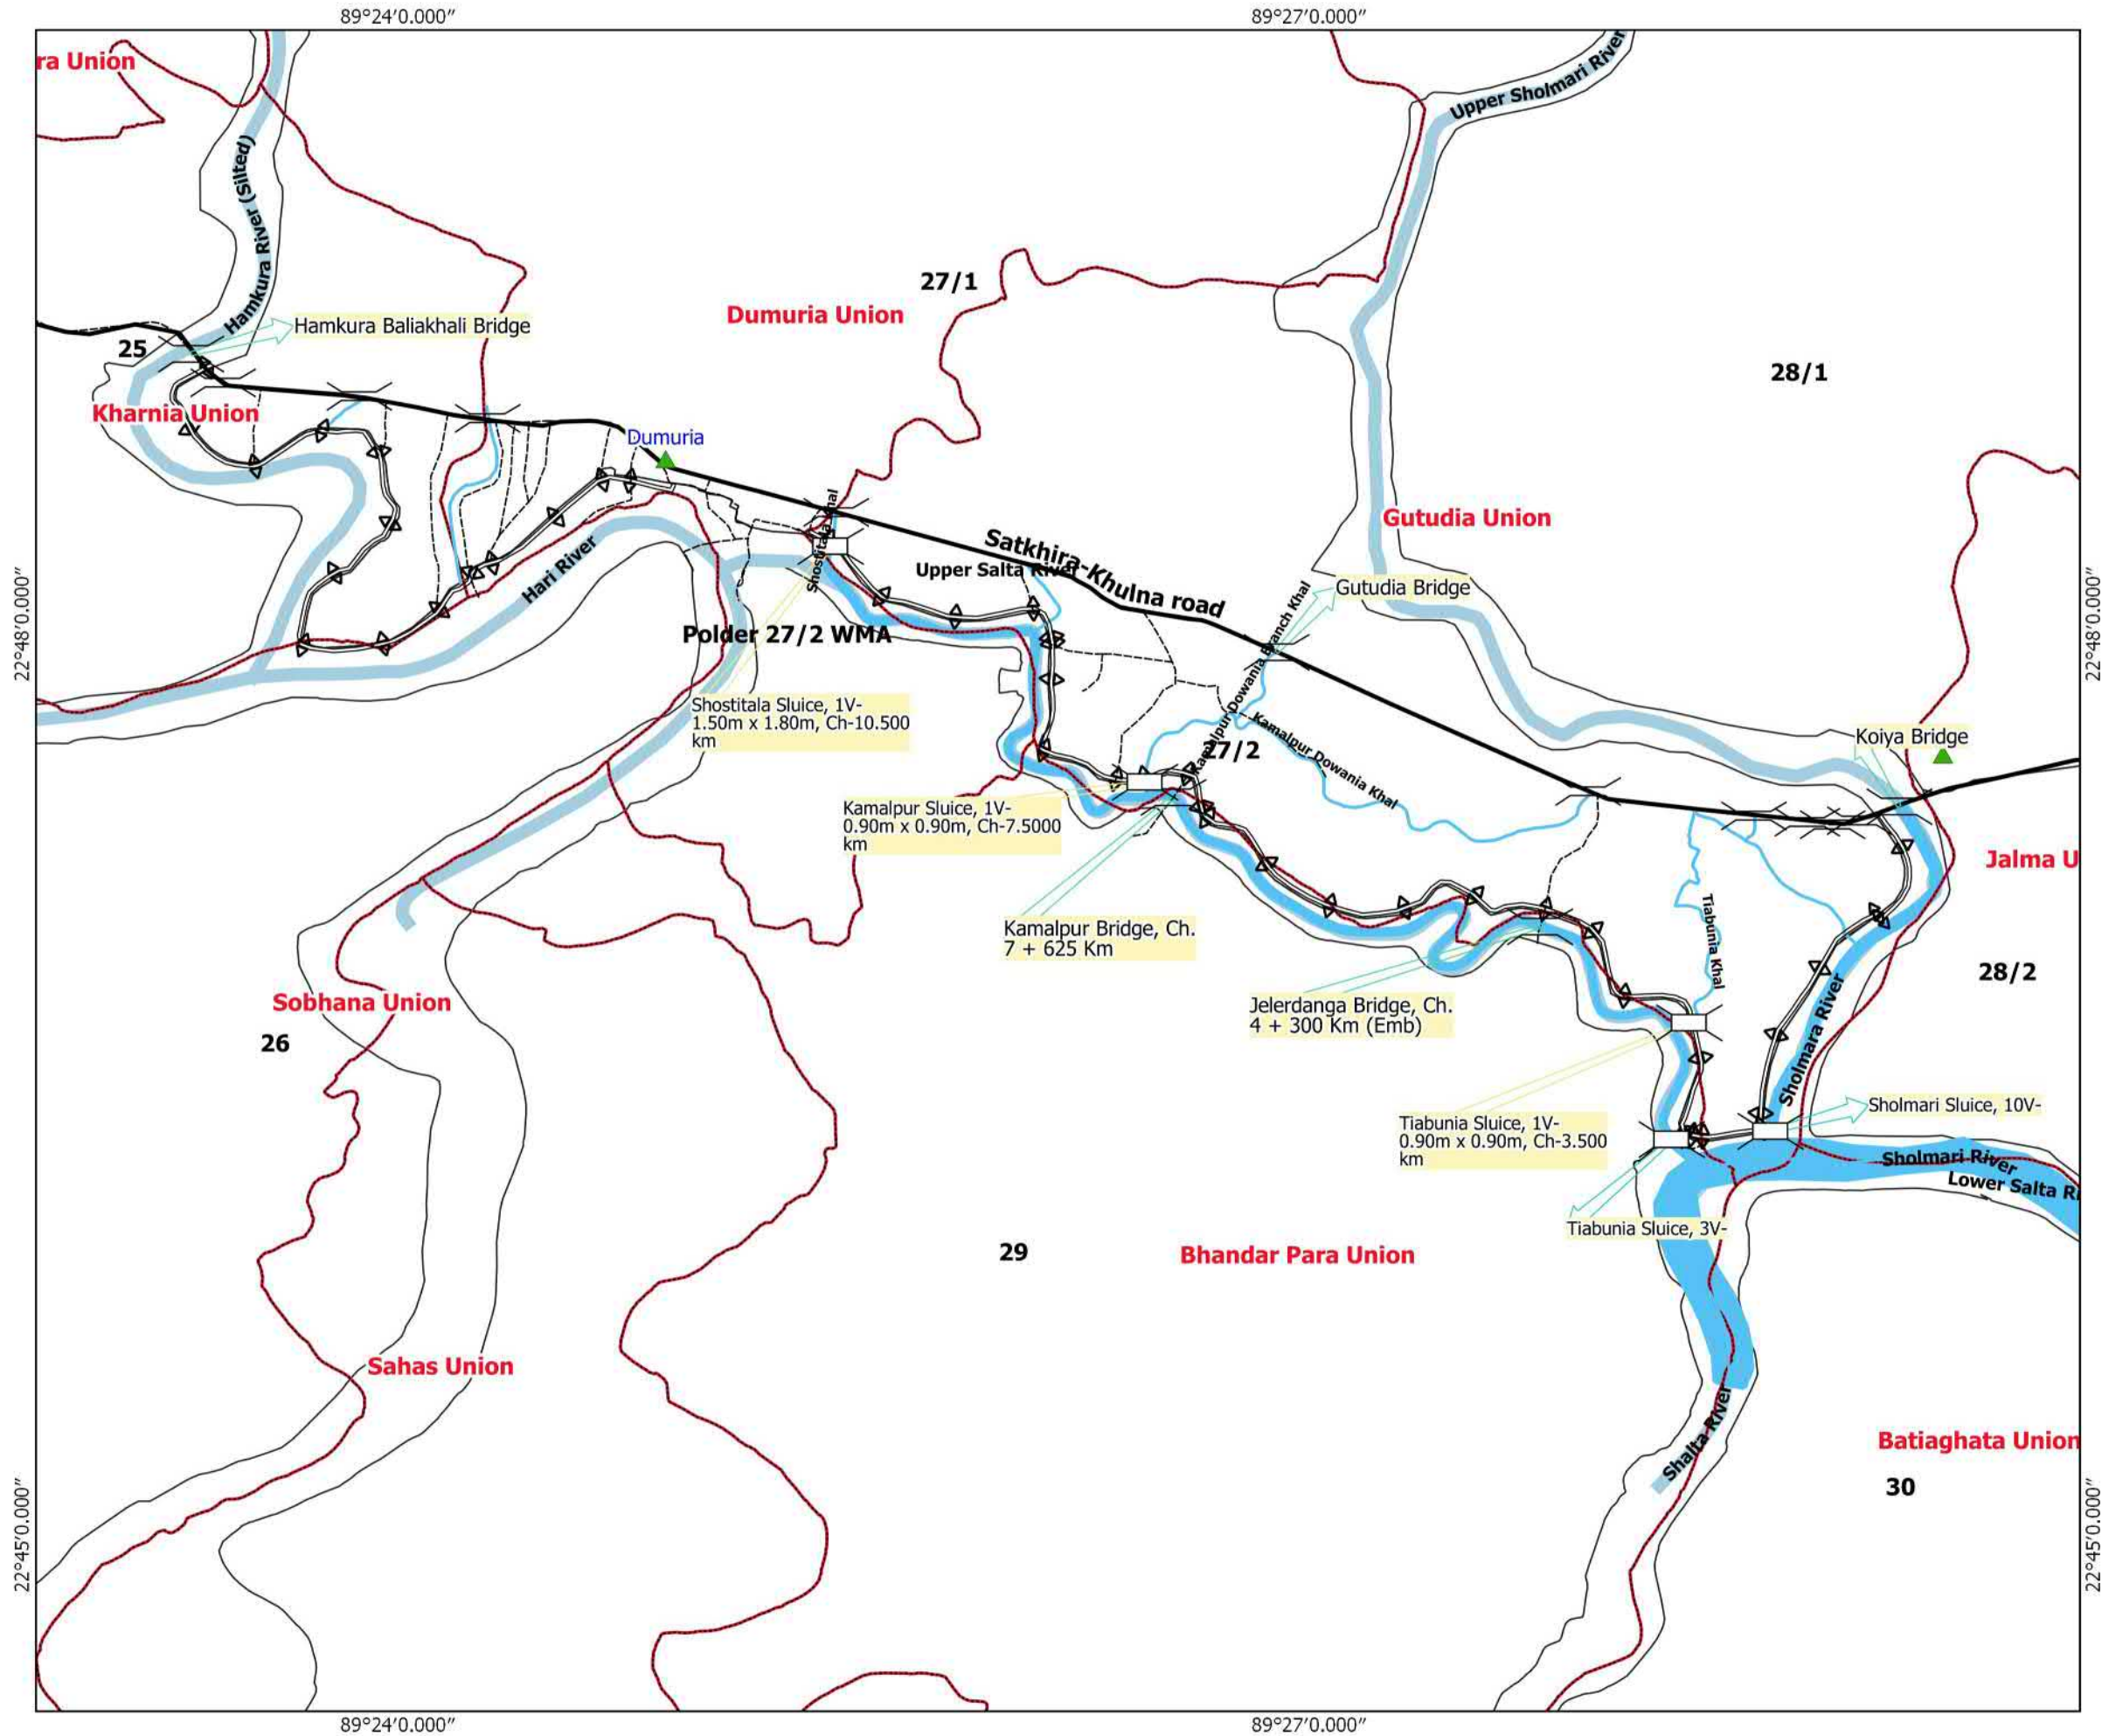 89°24'0.000"
89°27'0.000"
ra Union
Upper Sholmari River
Hamkura River (Silted)
27/1
Dumuria Union
Hamkura Baliakhali Bridge
25
28/1
Kharnia Union
Dumuria
Shostitala
Gutudia Union
Satkhira-Khulna road
Hari River
Upper Salta River
22°48'0.000"
22°48'0.000"
Gutudia Bridge
Kamalpur Dowania Branch Khal
Polder 27/2 WMA
Shostitala Sluice, 1V-
1.50m x 1.80m, Ch-10.500
km
Kamalpur Dowania Khal
27/2
Koiya Bridge
Kamalpur Sluice, 1V-
0.90m x 0.90m, Ch-7.5000
km
Jalma U
Kamalpur Bridge, Ch.
7 + 625 Km
Tiabunia Khal
28/2
Sobhana Union
Jelerdanga Bridge, Ch.
4 + 300 Km (Emb)
26
Sholmara River
Sholmari Sluice, 10V-
Tiabunia Sluice, 1V-
0.90m x 0.90m, Ch-3.500
km
Sholmari River
Lower Salta Ri
Tiabunia Sluice, 3V-
29
Bhandar Para Union
Sahas Union
Shalta River
Batiaghata Union
30
22°45'0.000"
22°45'0.000"
89°24'0.000"
89°27'0.000"